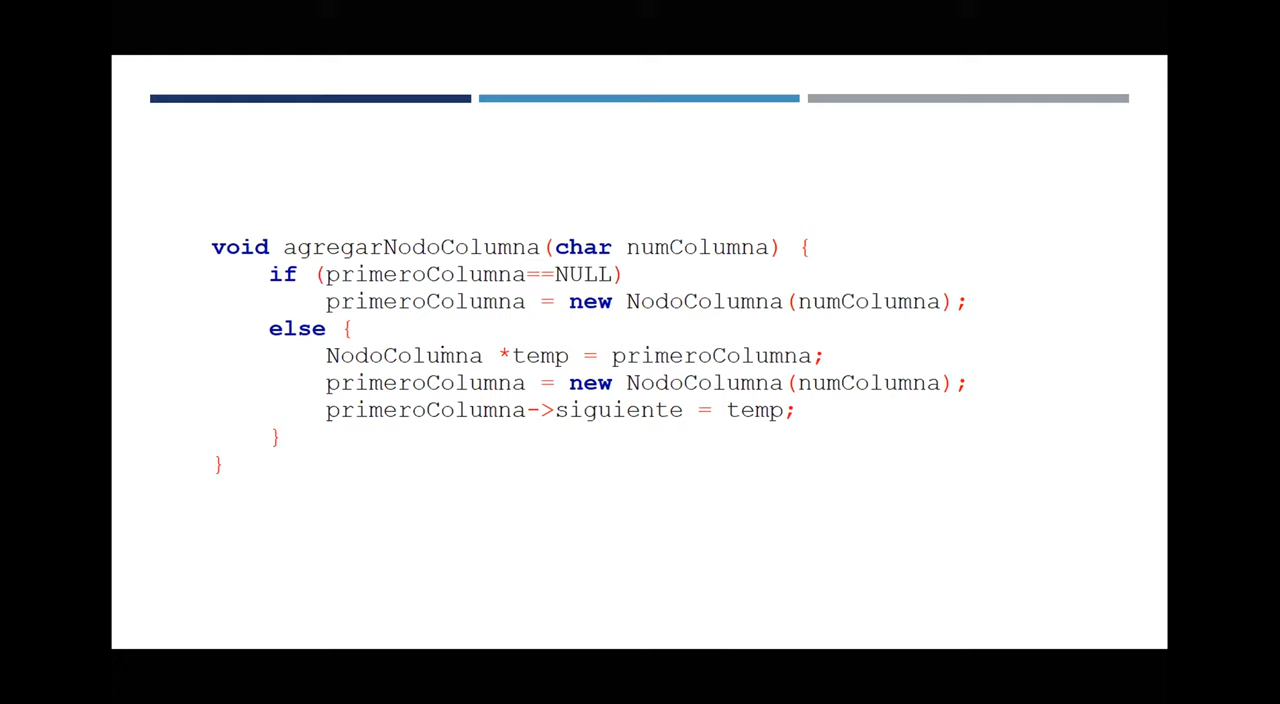 void agregarNodoColumna(char numColumna) {
if (primeroColumna==NULL)
primeroColumna = new NodoColumna(numColumna);
else {
NodoColumna *temp = primeroColumna;
primeroColumna = new NodoColumna(numColumna);
primeroColumna->siguiente = temp;
}
}